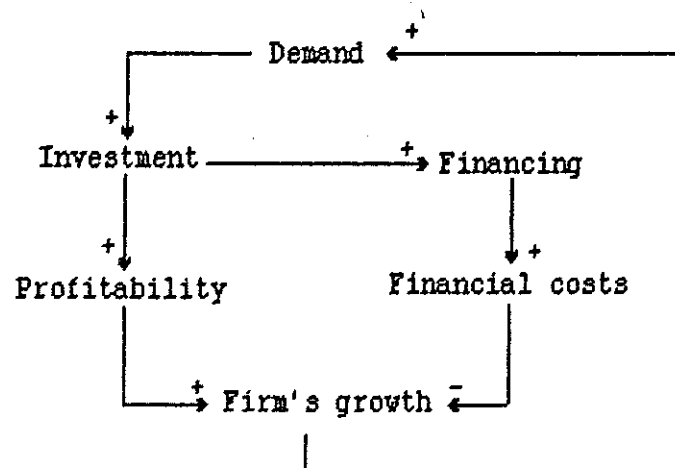 +
Demand
+
Investment + Financing
+ +
Profitability Financial costs
+ Firm's growth -